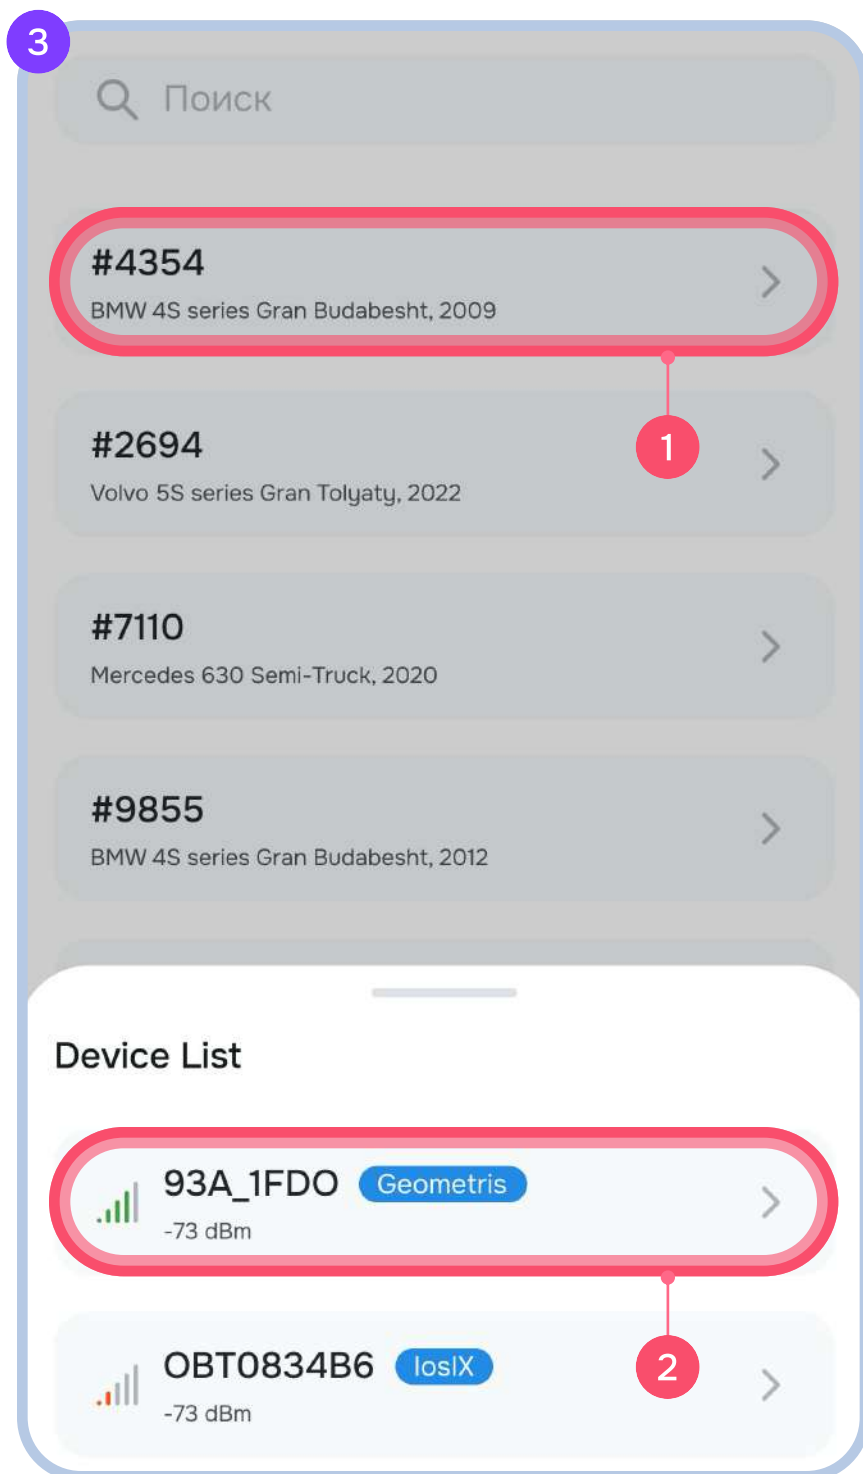 3
Поиск
#4354
BMW 4S series Gran Budabesht, 2009
1
#2694
Volvo 5S series Gran Tolyaty, 2022
#7110
Mercedes 630 Semi-Truck, 2020
#9855
BMW 4S series Gran Budabesht, 2012
Device List
93A_1FDO Geometris
-73 dBm
2
OBT0834B6 IosIX
-73 dBm